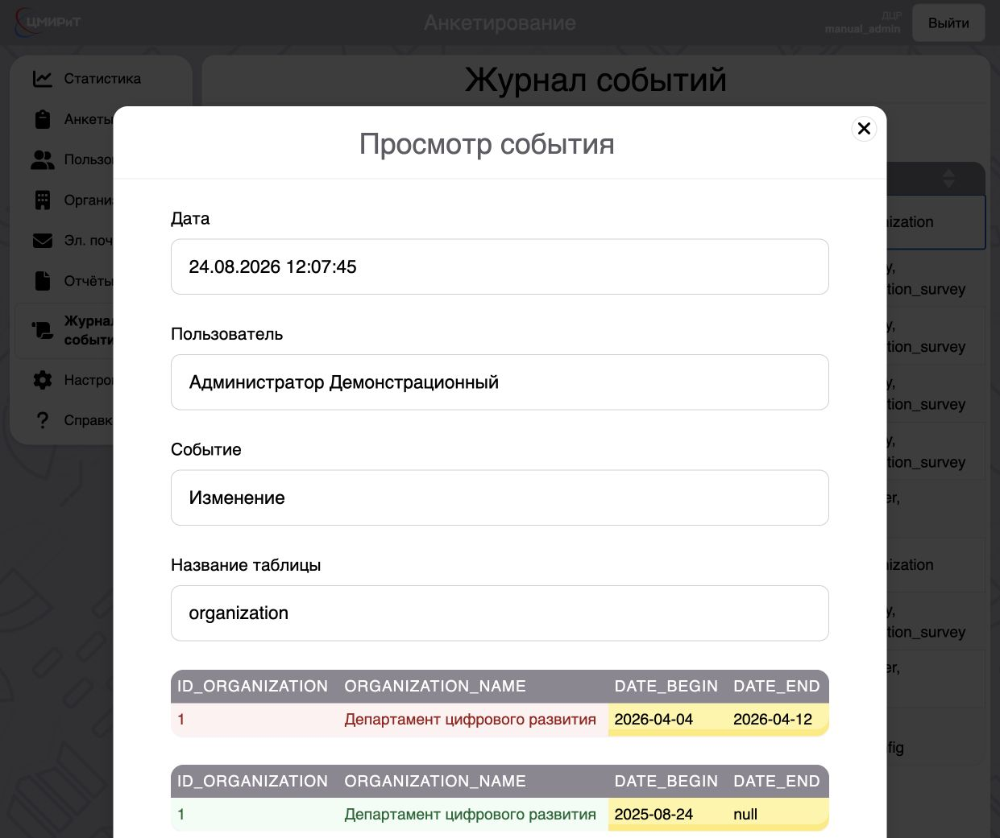 ЦМИРиТ
Анкетирование
ДЦР
manual_admin
Выйти
Статистика
Анкеты
Журнал событий
Просмотр события
Дата
24.08.2026 12:07:45
Пользователь
Администратор Демонстрационный
Событие
Изменение
Название таблицы
organization
ID_ORGANIZATION ORGANIZATION_NAME DATE_BEGIN DATE_END
1 Департамент цифрового развития 2026-04-04 2026-04-12
ID_ORGANIZATION ORGANIZATION_NAME DATE_BEGIN DATE_END
1 Департамент цифрового развития 2025-08-24 null
Пользо
Органи
Эл. поч
Отчёты
Журнал
событи
Настро
Справк
ization
y,
tion_survey
y,
tion_survey
y,
tion_survey
y,
tion_survey
er,
ization
y,
tion_survey
er,
fig